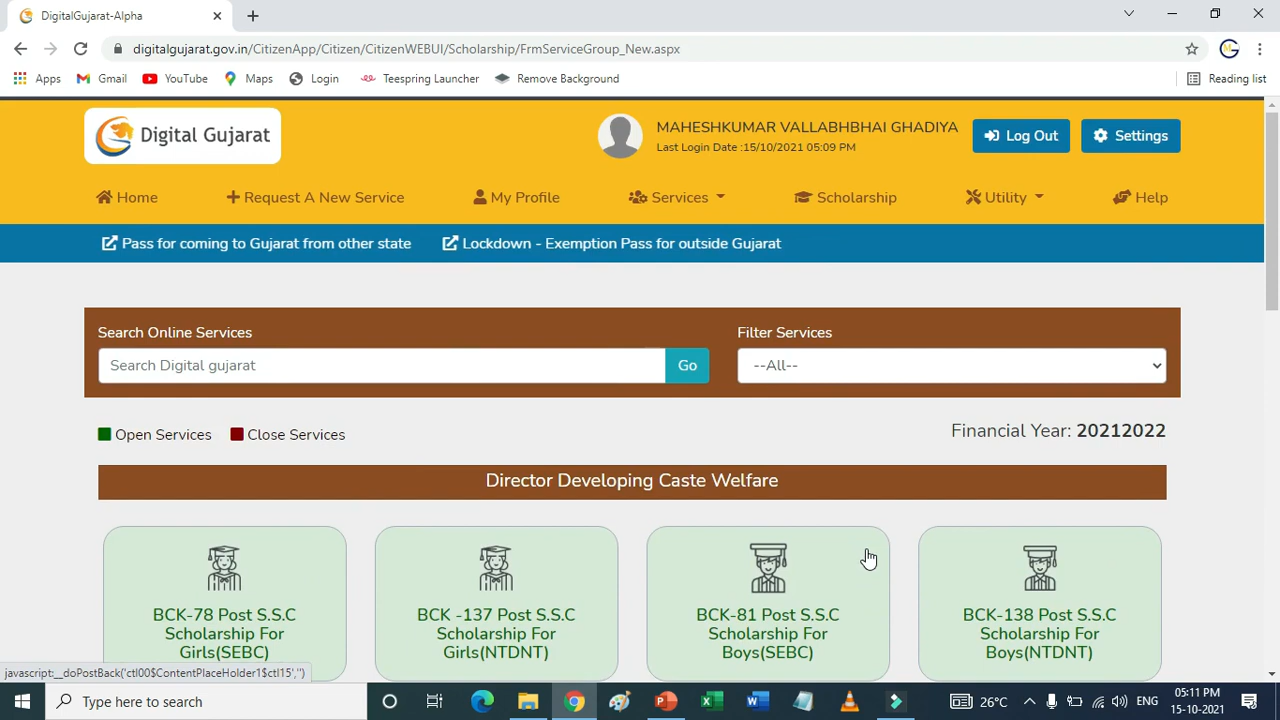 DigitalGujarat-Alpha
digitalgujarat.gov.in/CitizenApp/Citizen/CitizenWEBUI/Scholarship/FrmServiceGroup_New.aspx
Apps Gmail YouTube Maps Login Teespring Launcher Remove Background Reading list
Digital Gujarat
MAHESHKUMAR VALLABHBHAI GHADIYA
Last Login Date :15/10/2021 05:09 PM
Log Out
Settings
Home Request A New Service My Profile Services Scholarship Utility Help
Pass for coming to Gujarat from other state Lockdown - Exemption Pass for outside Gujarat
Search Online Services
Filter Services
Search Digital gujarat
Go
--All--
Open Services Close Services
Financial Year: 20212022
Director Developing Caste Welfare
BCK-78 Post S.S.C
Scholarship For
Girls(SEBC)
BCK -137 Post S.S.C
Scholarship For
Girls(NTDNT)
BCK-81 Post S.S.C
Scholarship For
Boys(SEBC)
BCK-138 Post S.S.C
Scholarship For
Boys(NTDNT)
javascript:__doPostBack('ctl00$ContentPlaceHolder1$ctl15','')
Type here to search
26°C
ENG
05:11 PM
15-10-2021